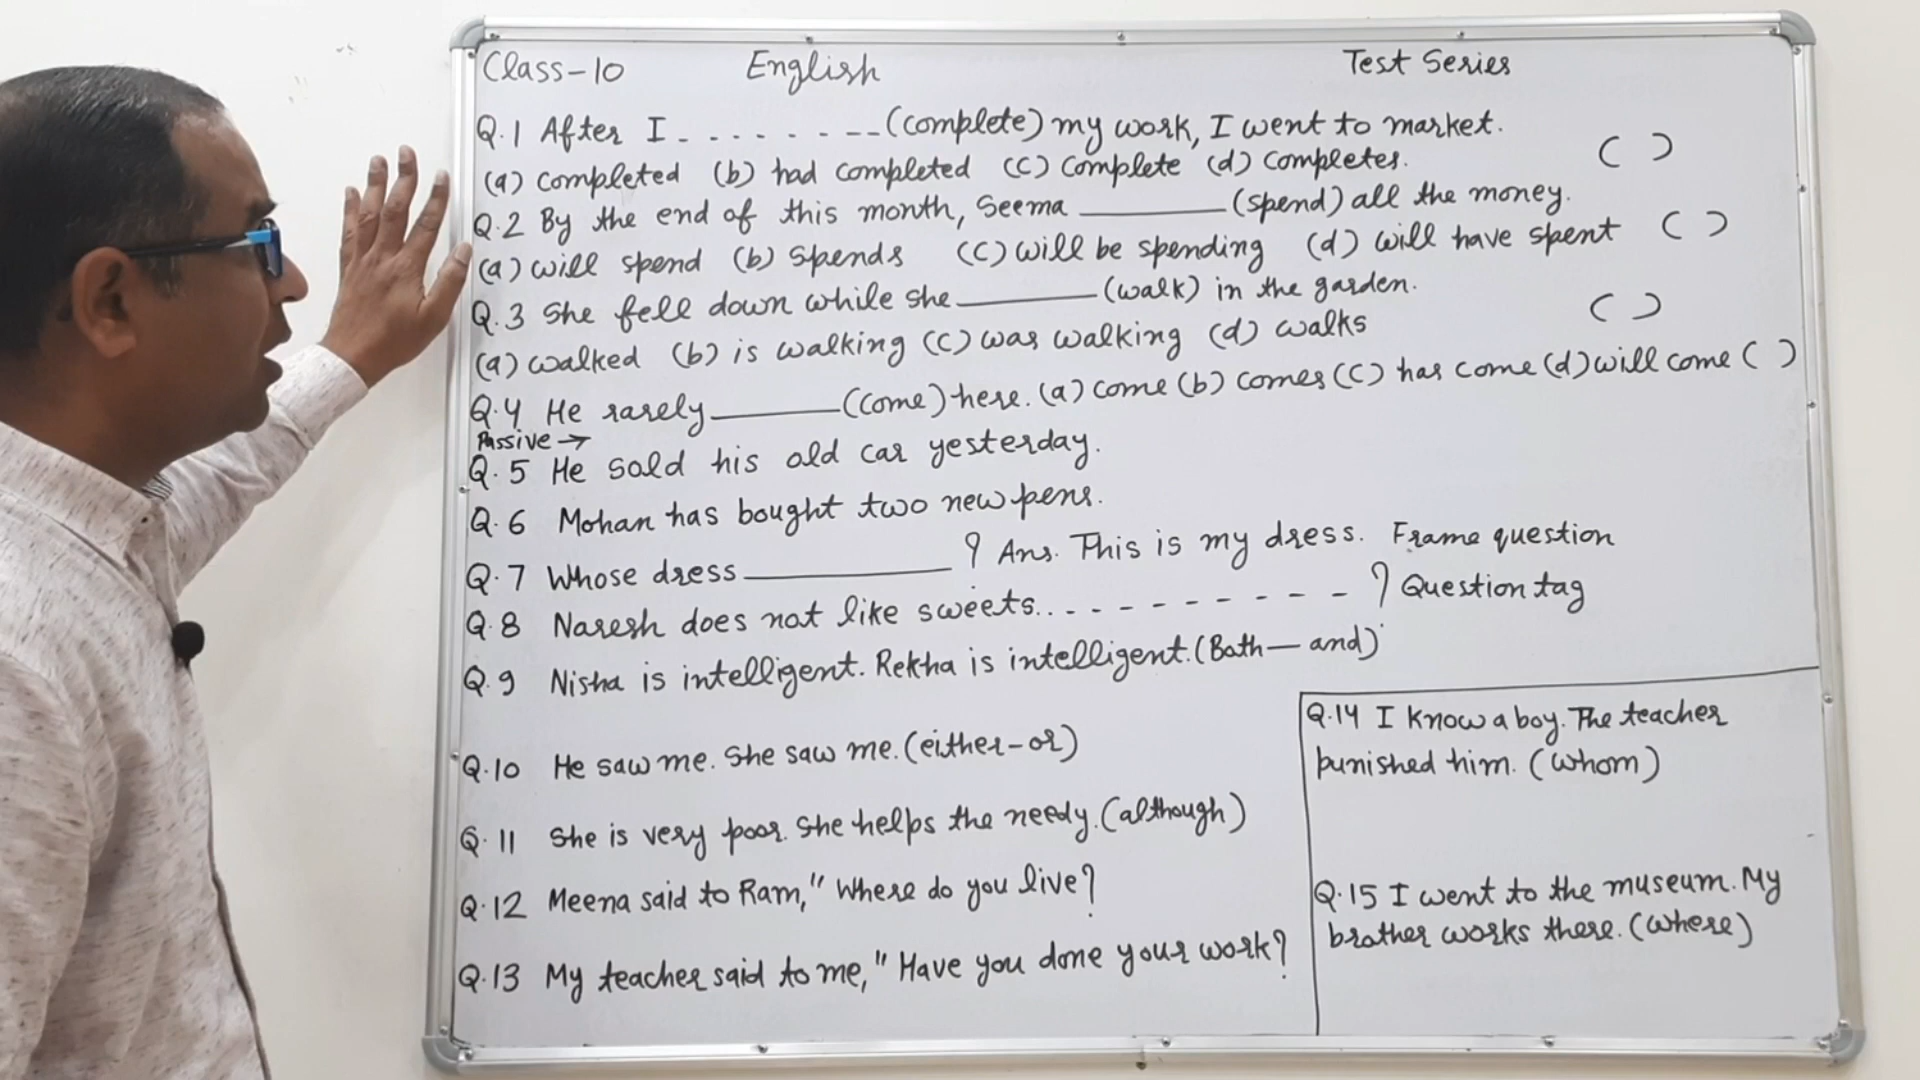 Class-10 English Test Series
Q.1 After I - - - - - - - -- (complete) my work, I went to market.
(a) completed (b) had completed (c) complete (d) completes. ( )
Q.2 By the end of this month, Seema ________ (spend) all the money.
(a) will spend (b) spends (c) will be spending (d) will have spent ( )
Q.3 She fell down while she ________ (walk) in the garden.
(a) walked (b) is walking (c) was walking (d) walks ( )
Q.4 He rarely ________ (come) here. (a) come (b) comes (c) has come (d) will come ( )
Passive →
Q.5 He sold his old car yesterday.
Q.6 Mohan has bought two new pens.
Q.7 Whose dress ____________ ? Ans. This is my dress. Frame question
Q.8 Naresh does not like sweets. . - - - - - - - - - ? Question tag
Q.9 Nisha is intelligent. Rekha is intelligent. (Both — and)
Q.10 He saw me. She saw me. (either-or)
Q.11 She is very poor. She helps the needy. (although)
Q.12 Meena said to Ram, "Where do you live?
Q.13 My teacher said to me, "Have you done your work?
Q.14 I know a boy. The teacher
punished him. (whom)
Q.15 I went to the museum. My
brother works there. (where)